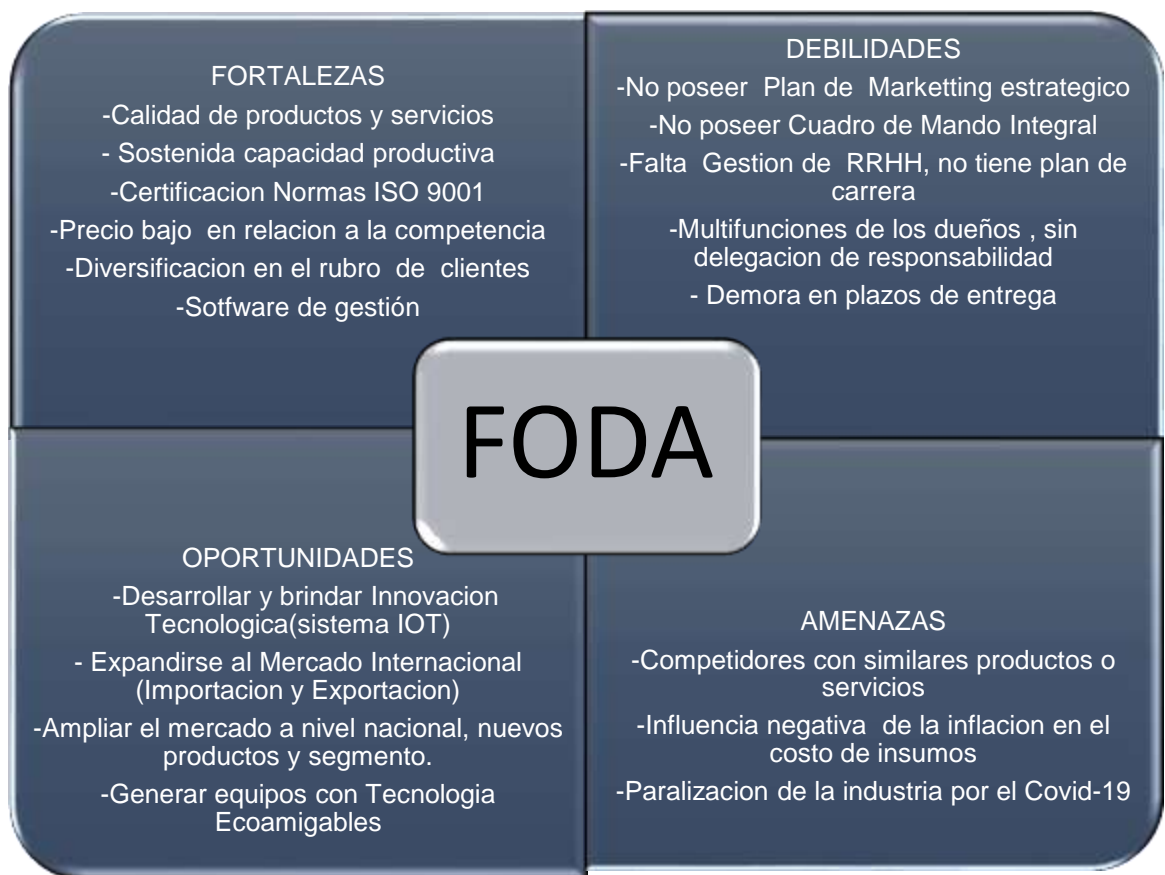 FORTALEZAS
-Calidad de productos y servicios
- Sostenida capacidad productiva
-Certificacion Normas ISO 9001
-Precio bajo en relacion a la competencia
-Diversificacion en el rubro de clientes
-Sotfware de gestión
DEBILIDADES
-No poseer Plan de Marketting estrategico
-No poseer Cuadro de Mando Integral
-Falta Gestion de RRHH, no tiene plan de
carrera
-Multifunciones de los dueños , sin
delegacion de responsabilidad
- Demora en plazos de entrega
FODA
OPORTUNIDADES
-Desarrollar y brindar Innovacion
Tecnologica(sistema IOT)
- Expandirse al Mercado Internacional
(Importacion y Exportacion)
-Ampliar el mercado a nivel nacional, nuevos
productos y segmento.
-Generar equipos con Tecnologia
Ecoamigables
AMENAZAS
-Competidores con similares productos o
servicios
-Influencia negativa de la inflacion en el
costo de insumos
-Paralizacion de la industria por el Covid-19